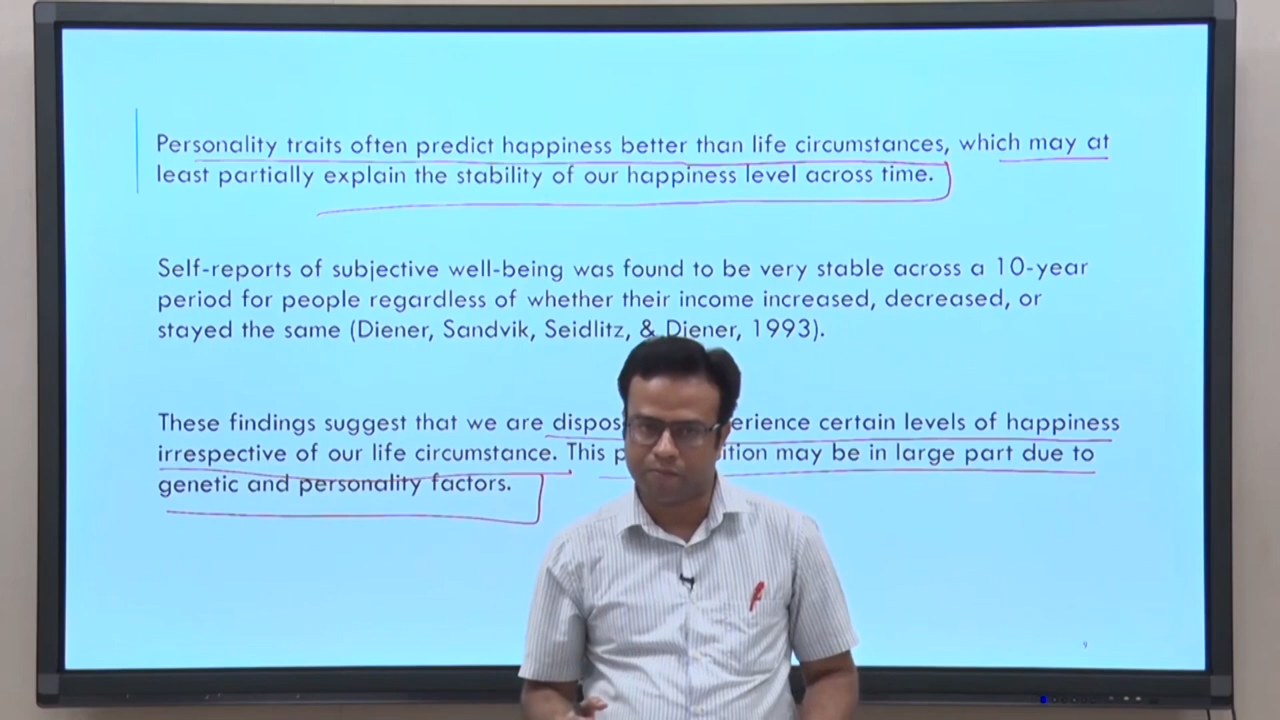 Personality traits often predict happiness better than life circumstances, which may at
least partially explain the stability of our happiness level across time.
Self-reports of subjective well-being was found to be very stable across a 10-year
period for people regardless of whether their income increased, decreased, or
stayed the same (Diener, Sandvik, Seidlitz, & Diener, 1993).
These findings suggest that we are certain levels of happiness
irrespective of our life circumstance. This may be in large part due to
genetic and personality factors.
9